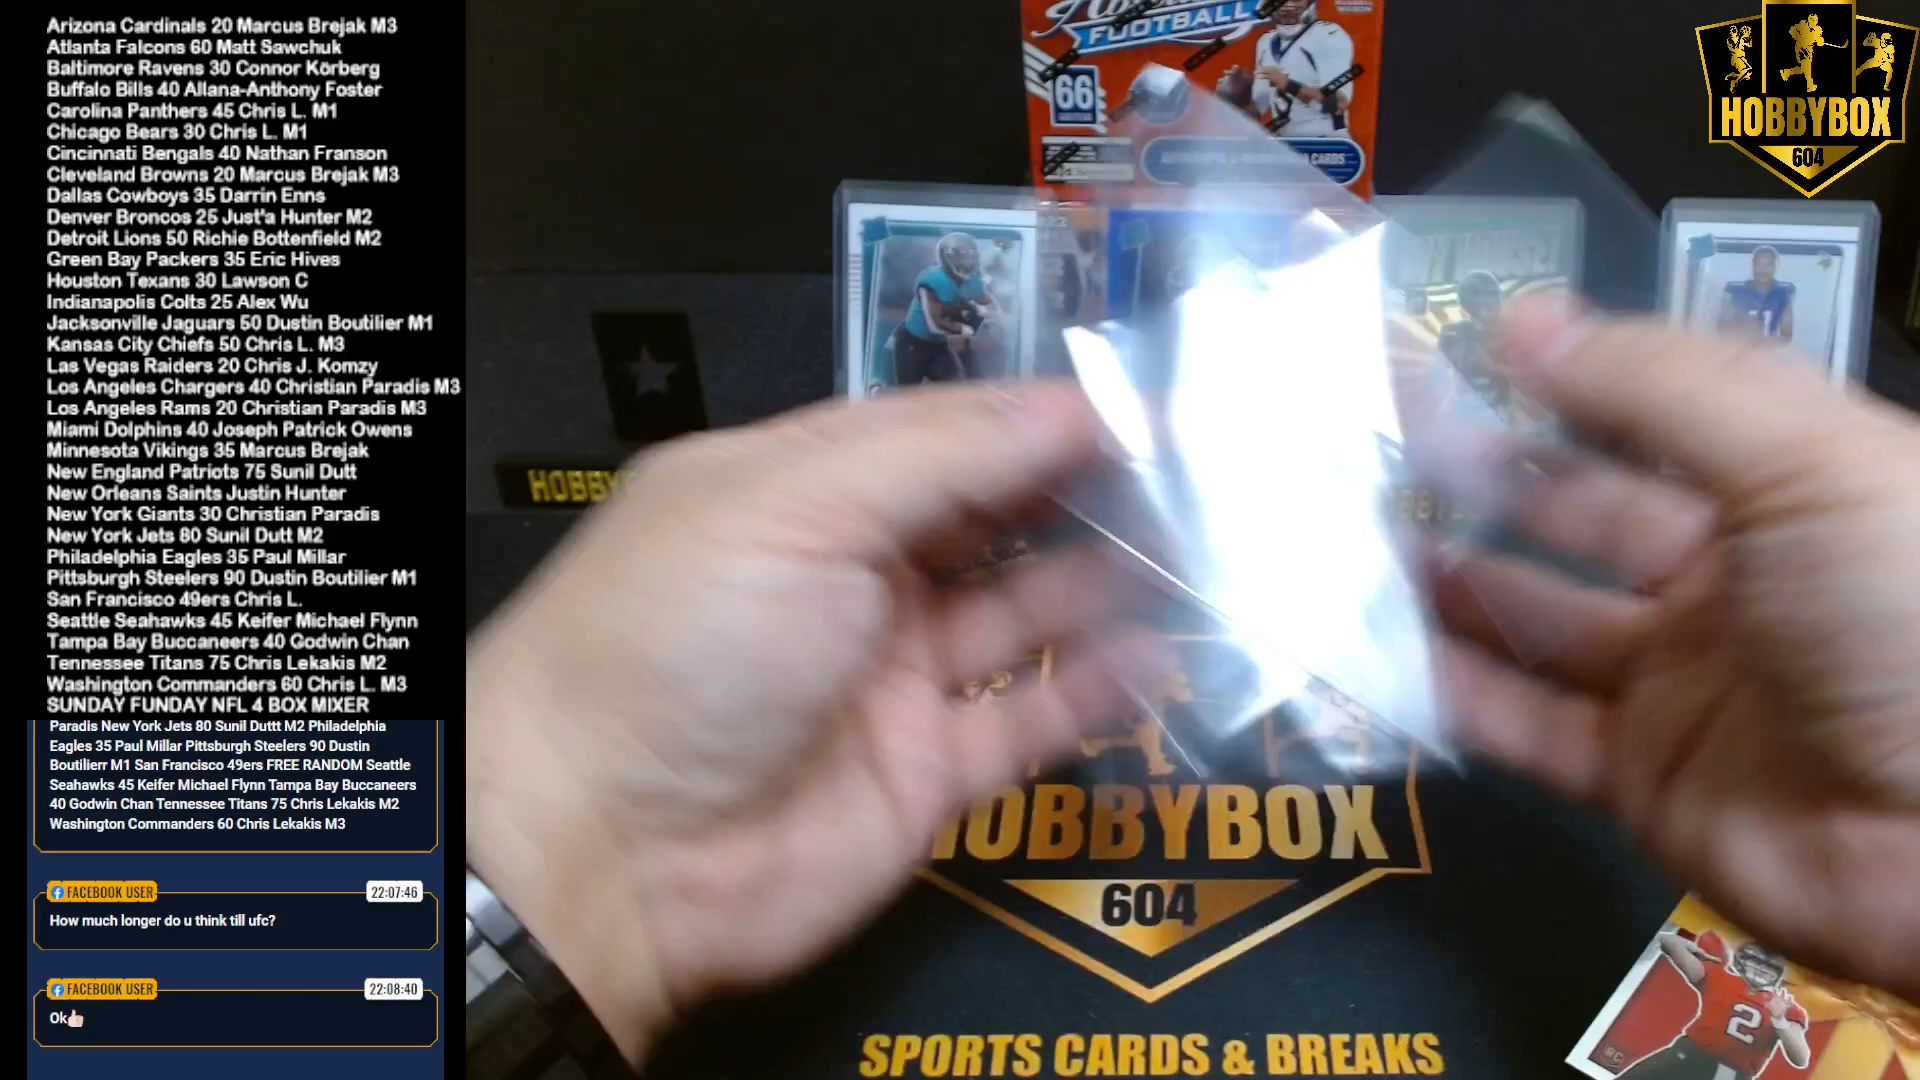 Arizona Cardinals 20 Marcus Brejak M3
Atlanta Falcons 60 Matt Sawchuk
Baltimore Ravens 30 Connor Körberg
Buffalo Bills 40 Allana-Anthony Foster
Carolina Panthers 45 Chris L. M1
Chicago Bears 30 Chris L. M1
Cincinnati Bengals 40 Nathan Franson
Cleveland Browns 20 Marcus Brejak M3
Dallas Cowboys 35 Darrin Enns
Denver Broncos 25 Just'a Hunter M2
Detroit Lions 50 Richie Bottenfield M2
Green Bay Packers 35 Eric Hives
Houston Texans 30 Lawson C
Indianapolis Colts 25 Alex Wu
Jacksonville Jaguars 50 Dustin Boutilier M1
Kansas City Chiefs 50 Chris L. M3
Las Vegas Raiders 20 Chris J. Komzy
Los Angeles Chargers 40 Christian Paradis M3
Los Angeles Rams 20 Christian Paradis M3
Miami Dolphins 40 Joseph Patrick Owens
Minnesota Vikings 35 Marcus Brejak
New England Patriots 75 Sunil Dutt
New Orleans Saints Justin Hunter
New York Giants 30 Christian Paradis
New York Jets 80 Sunil Dutt M2
Philadelphia Eagles 35 Paul Millar
Pittsburgh Steelers 90 Dustin Boutilier M1
San Francisco 49ers Chris L.
Seattle Seahawks 45 Keifer Michael Flynn
Tampa Bay Buccaneers 40 Godwin Chan
Tennessee Titans 75 Chris Lekakis M2
Washington Commanders 60 Chris L. M3
SUNDAY FUNDAY NFL 4 BOX MIXER
Paradis New York Jets 80 Sunil Duttt M2 Philadelphia
Eagles 35 Paul Millar Pittsburgh Steelers 90 Dustin
Boutilierr M1 San Francisco 49ers FREE RANDOM Seattle
Seahawks 45 Keifer Michael Flynn Tampa Bay Buccaneers
40 Godwin Chan Tennessee Titans 75 Chris Lekakis M2
Washington Commanders 60 Chris Lekakis M3
FACEBOOK USER
22:07:46
How much longer do u think till ufc?
FACEBOOK USER
22:08:40
Ok👍🏻
FOOTBALL
66
CARDS
HOBBYBOX
604
HOBBYBOX
604
SPORTS CARDS & BREAKS
2
RC